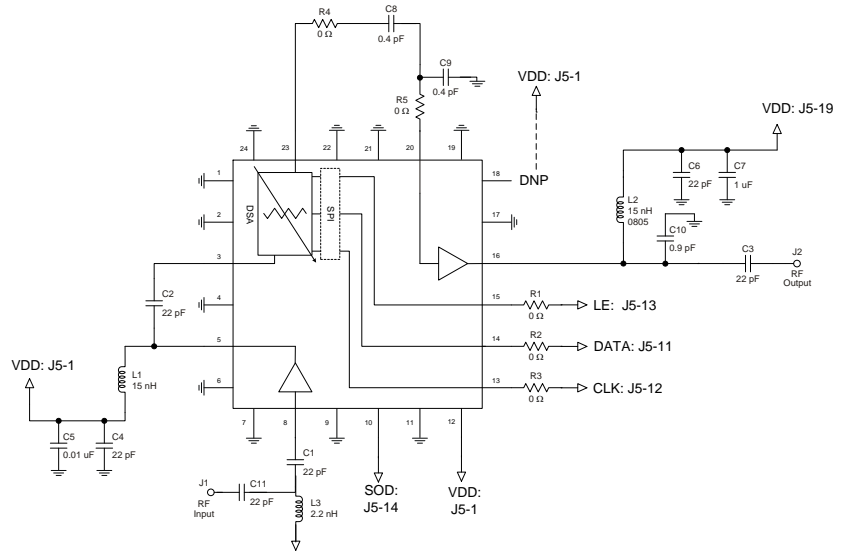 R4
0 Ω
C8
0.4 pF
C9
0.4 pF
R5
0 Ω
VDD: J5-1
VDD: J5-19
24
23
22
21
20
19
1
2
3
4
5
6
7
8
9
10
11
12
13
14
15
16
17
18
DNP
DSA
SPI
C6
22 pF
C7
1 uF
L2
15 nH
0805
C10
0.9 pF
C3
22 pF
J2
RF
Output
C2
22 pF
R1
0 Ω
LE: J5-13
R2
0 Ω
DATA: J5-11
R3
0 Ω
CLK: J5-12
VDD: J5-1
L1
15 nH
C5
0.01 uF
C4
22 pF
C1
22 pF
J1
RF
Input
C11
22 pF
L3
2.2 nH
SOD:
J5-14
VDD:
J5-1